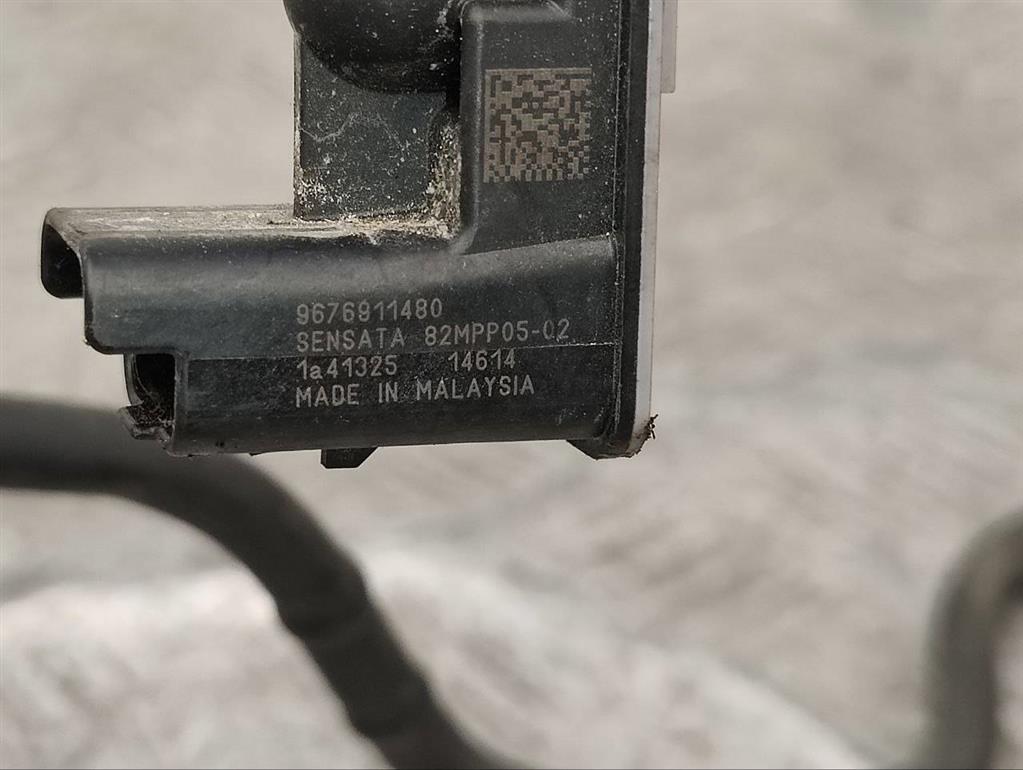 9676911480
SENSATA 82MPP05-02
1a41325 14614
MADE IN MALAYSIA